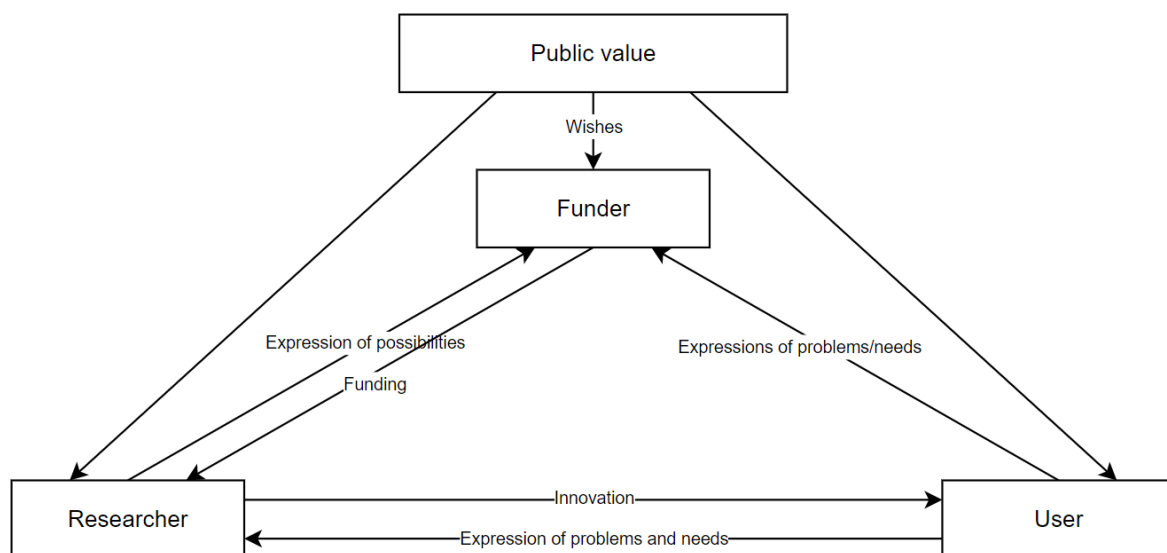 Public value
Wishes
Funder
Expression of possibilities
Expressions of problems/needs
Funding
Innovation
Researcher
User
Expression of problems and needs